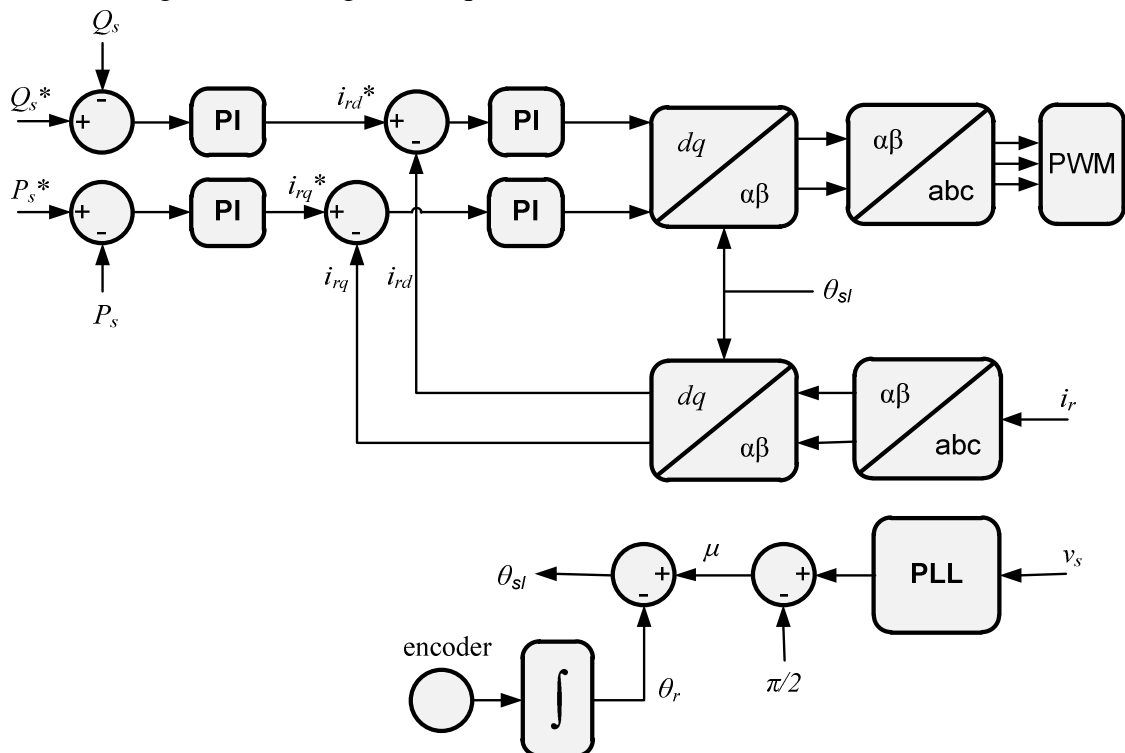 Qs
Qs*
-
+
PI
ird*
+
-
PI
dq
αβ
αβ
abc
PWM
Ps*
+
-
PI
irq*
+
-
PI
irq
ird
Ps
θsl
dq
αβ
αβ
abc
ir
θsl
+
-
μ
+
-
PLL
vs
encoder
∫
θr
π/2